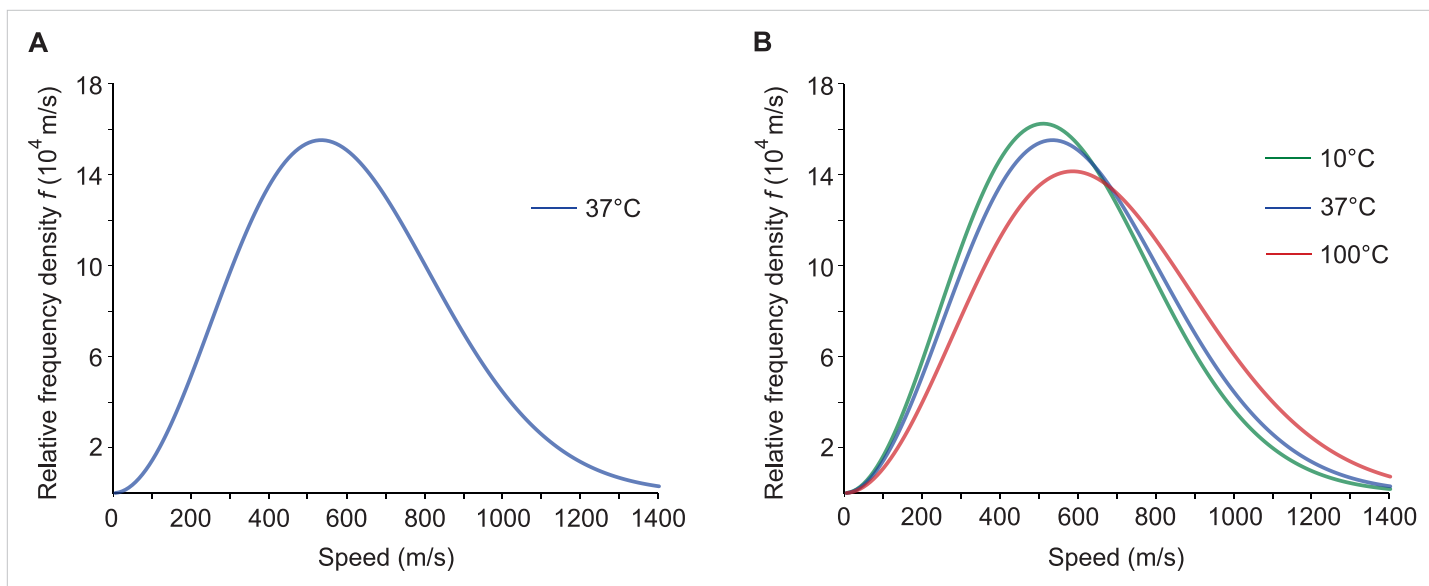 A
Relative frequency density f (10⁴ m/s)
18
14
10
6
2
0 200 400 600 800 1000 1200 1400
Speed (m/s)
37°C
B
Relative frequency density f (10⁴ m/s)
18
14
10
6
2
0 200 400 600 800 1000 1200 1400
Speed (m/s)
10°C
37°C
100°C